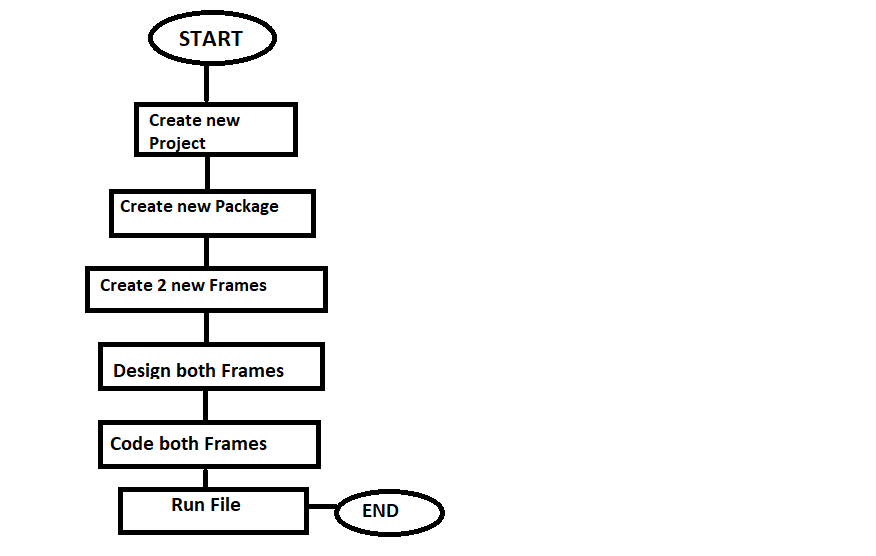 START
Create new
Project
Create new Package
Create 2 new Frames
Design both Frames
Code both Frames
Run File
END